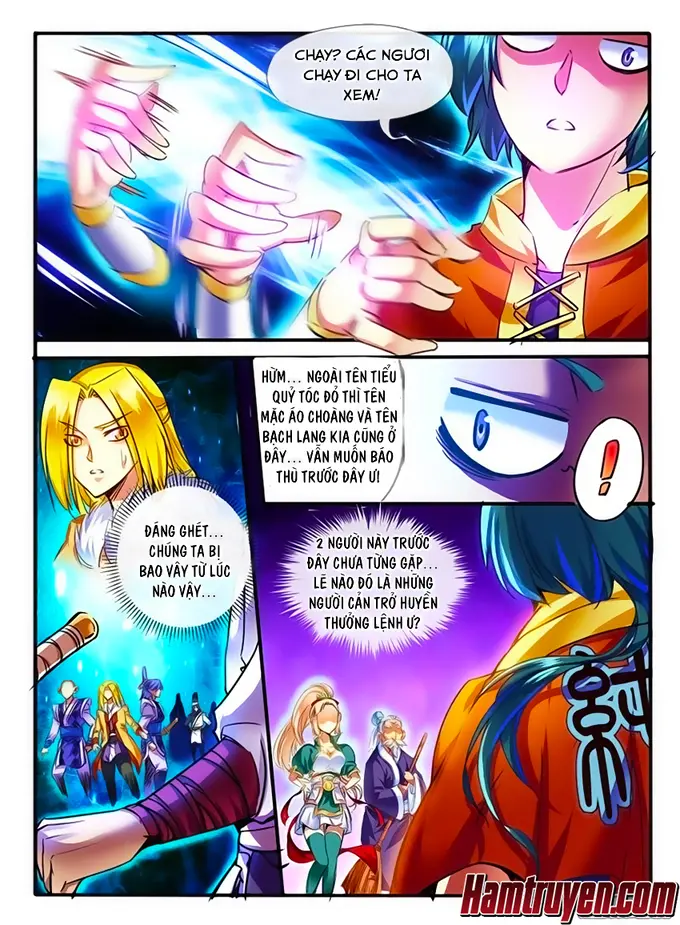 CHẠY? CÁC NGƯƠI
CHẠY ĐI CHO TA
XEM!
HỪM... NGOÀI TÊN TIỂU
QUỶ TÓC ĐỎ THÌ TÊN
MẶC ÁO CHOÀNG VÀ TÊN
BẠCH LANG KIA CŨNG Ở
ĐÂY... VẪN MUỐN BÁO
THÙ TRƯỚC ĐÂY Ư!
!
ĐÁNG GHÉT...
CHÚNG TA BỊ
BAO VÂY TỪ LÚC
NÀO VẬY...
2 NGƯỜI NÀY TRƯỚC
ĐÂY CHƯA TỪNG GẶP...
LẼ NÀO ĐÓ LÀ NHỮNG
NGƯỜI CẢN TRỞ HUYỀN
THƯỞNG LỆNH Ư?
Hamtruyen.com